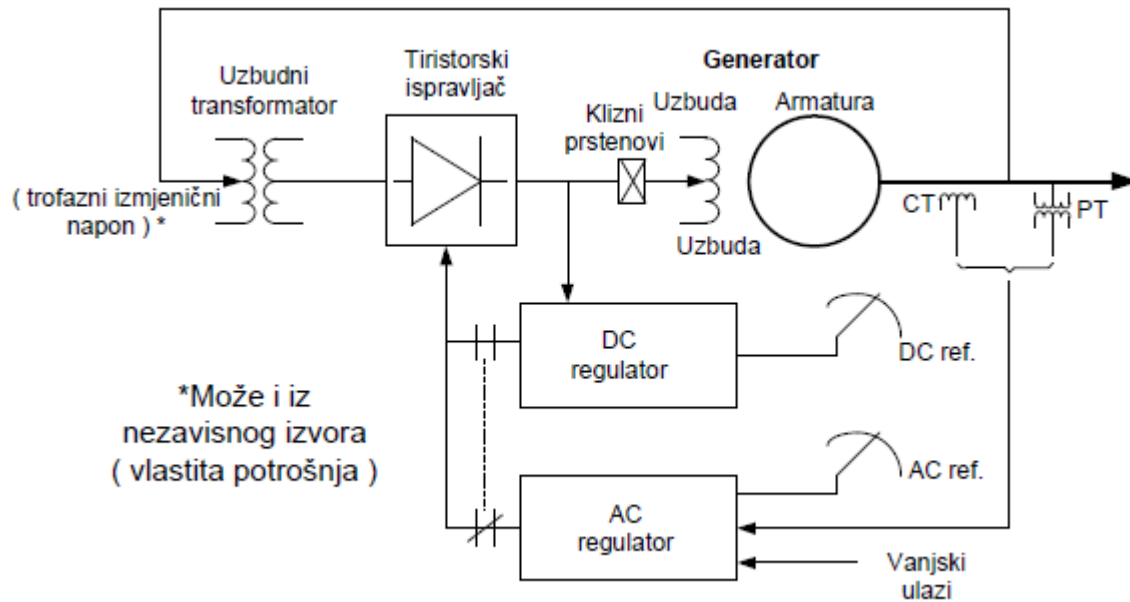 Uzbudni
transformator
Tiristorski
ispravljač
Generator
Klizni
prstenovi
Uzbuda
Armatura
( trofazni izmjenični
napon ) *
CT
PT
Uzbuda
DC
regulator
DC ref.
*Može i iz
nezavisnog izvora
( vlastita potrošnja )
AC
regulator
AC ref.
Vanjski
ulazi